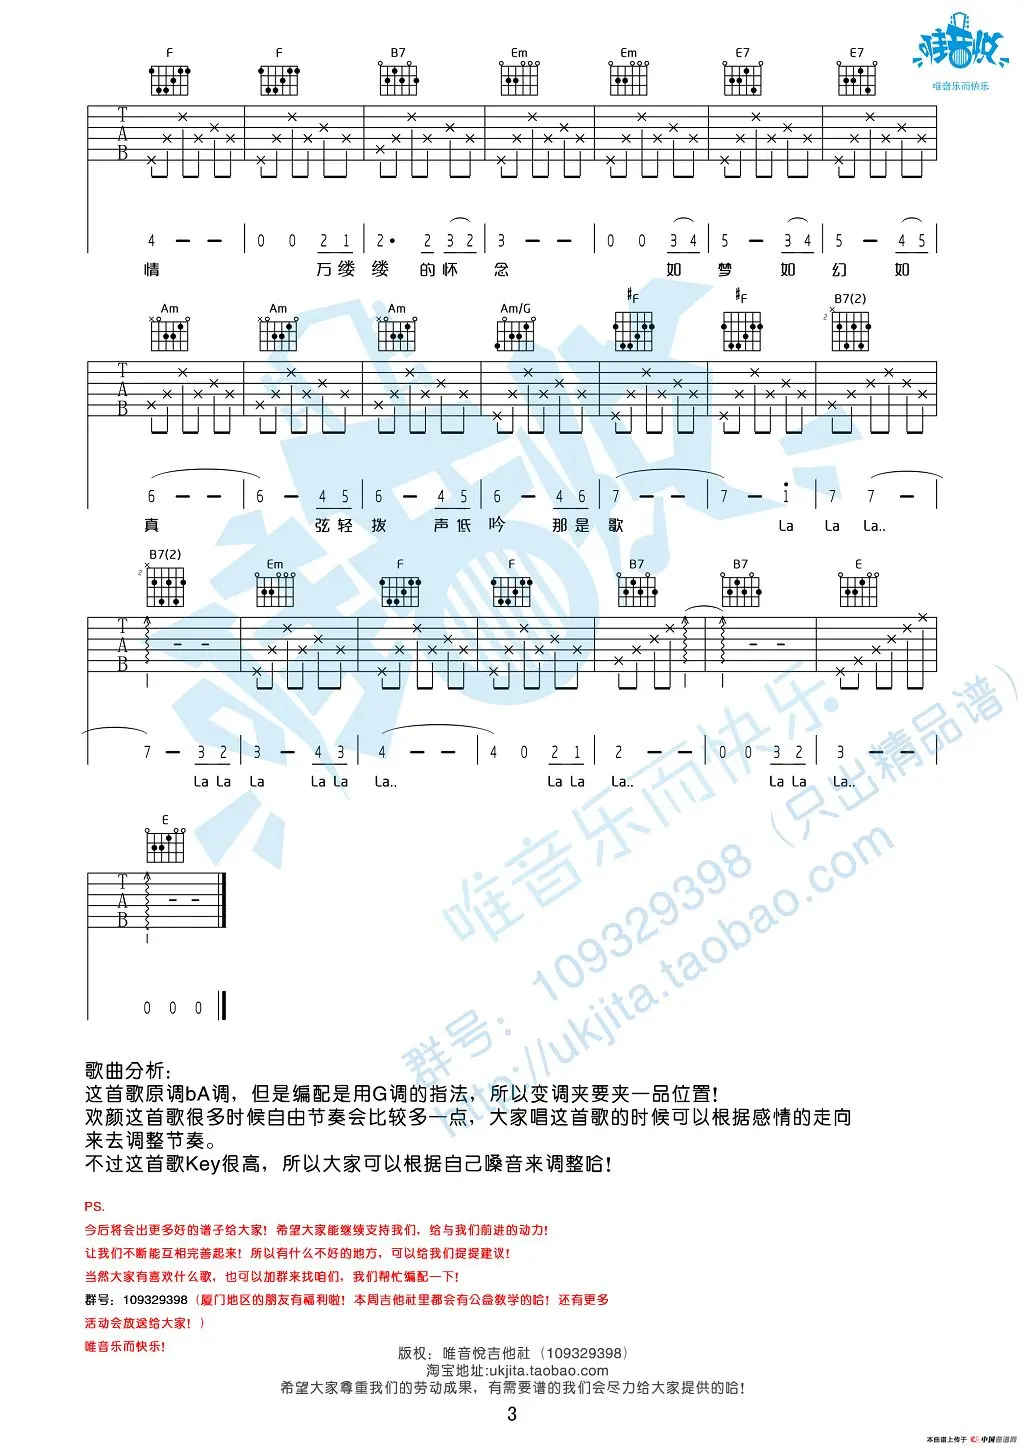 唯音悦
唯音乐而快乐
F F B7 Em Em E7 E7
T
A
B
4 — — 0 0 2 1 2· 2 3 2 3 — — 0 0 3 4 5 — 3 4 5 — 4 5
情 万缕 缕 的怀 念 如 梦 如 幻 如
Am Am Am Am/G #F #F B7(2)
2
T
A
B
6 — — 6 — 4 5 6 — 4 5 6 — 4 6 7 — — 7 — 1 7 7 —
真 弦轻 拨 声低 吟 那是 歌 La La La..
B7(2) Em F F B7 B7 E
2
T
A
B
7 — 3 2 3 — 4 3 4 — — 4 0 2 1 2 — — 0 0 3 2 3 — —
La La La La La La.. La La La.. La La La..
E
T
A
B
0 0 0
唯音乐而快乐
群号：109329398（只出精品谱）
http://ukjita.taobao.com
歌曲分析:
这首歌原调bA调，但是编配是用G调的指法，所以变调夹要夹一品位置！
欢颜这首歌很多时候自由节奏会比较多一点，大家唱这首歌的时候可以根据感情的走向
来去调整节奏。
不过这首歌Key很高，所以大家可以根据自己嗓音来调整哈！
PS.
今后将会出更多好的谱子给大家！希望大家能继续支持我们，给与我们前进的动力！
让我们不断能互相完善起来！所以有什么不好的地方，可以给我们提提建议！
当然大家有喜欢什么歌，也可以加群来找咱们，我们帮忙编配一下！
群号：109329398（厦门地区的朋友有福利啦！本周吉他社里都会有公益教学的哈！还有更多
活动会放送给大家！）
唯音乐而快乐！
版权：唯音悦吉他社（109329398）
淘宝地址:ukjita.taobao.com
希望大家尊重我们的劳动成果，有需要谱的我们会尽力给大家提供的哈！
3
本曲谱上传于 中国曲谱网